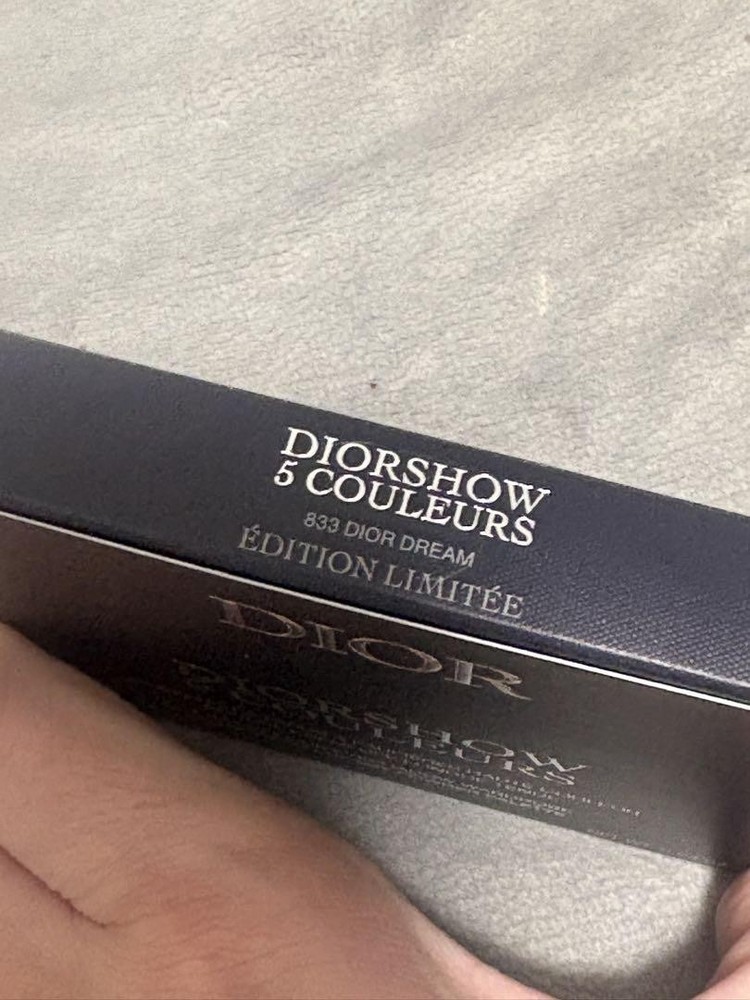 DIORSHOW
5 COULEURS
833 DIOR DREAM
ÉDITION LIMITÉE
DIOR
DIORSHOW
5 COULEURS